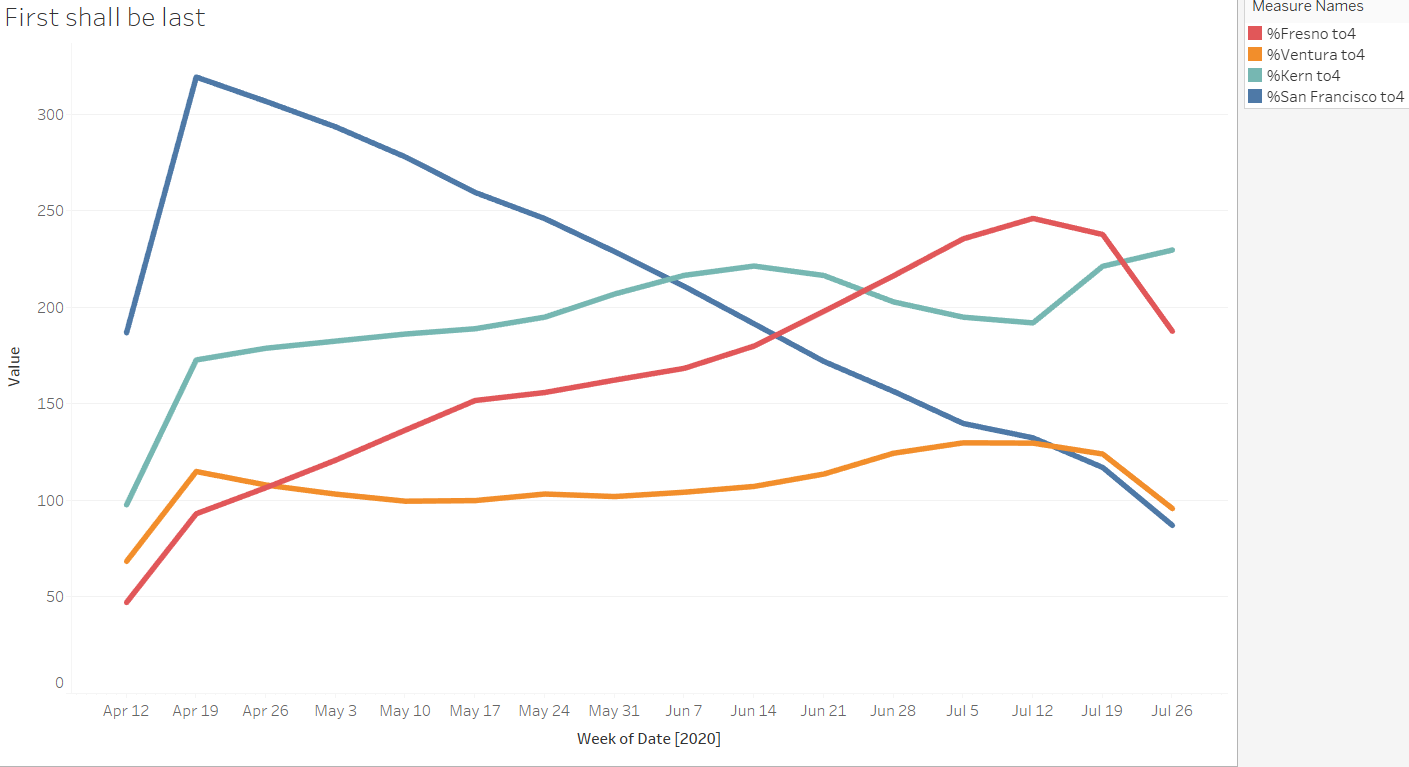 First shall be last
Measure Names
%Fresno to4
%Ventura to4
%Kern to4
%San Francisco to4
300
250
200
150
100
50
0
Value
Apr 12 Apr 19 Apr 26 May 3 May 10 May 17 May 24 May 31 Jun 7 Jun 14 Jun 21 Jun 28 Jul 5 Jul 12 Jul 19 Jul 26
Week of Date [2020]